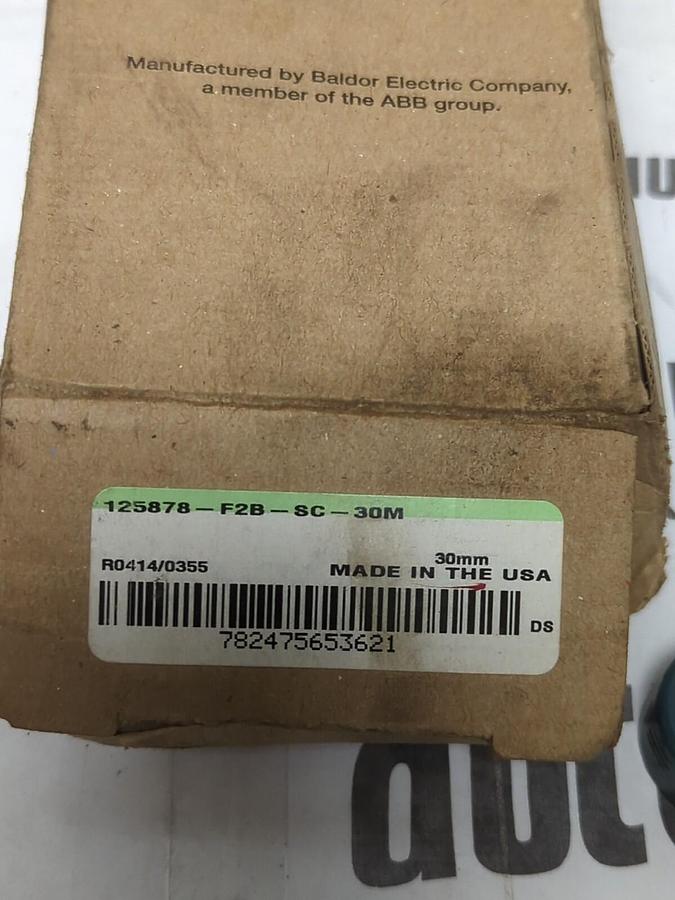 Manufactured by Baldor Electric Company,
a member of the ABB group.
125878-F2B-SC-30M
30mm
R0414/0355
MADE IN THE USA
DS
782475653621